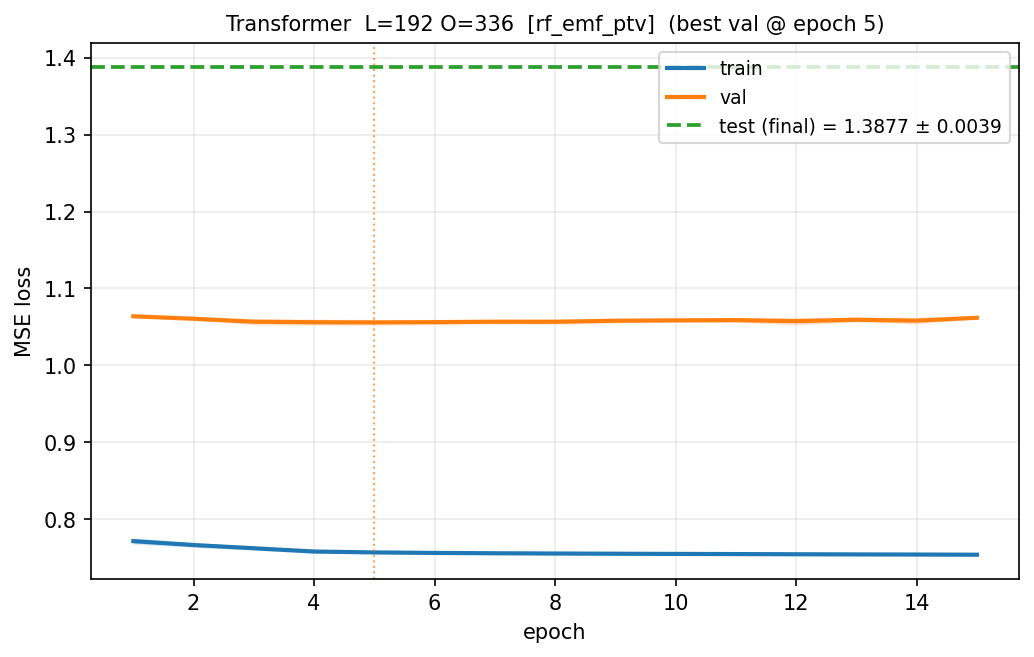 Transformer  L=192 O=336  [rf_emf_ptv]  (best val @ epoch 5)
train
val
test (final) = 1.3877 ± 0.0039
MSE loss
1.4
1.3
1.2
1.1
1.0
0.9
0.8
2 4 6 8 10 12 14
epoch